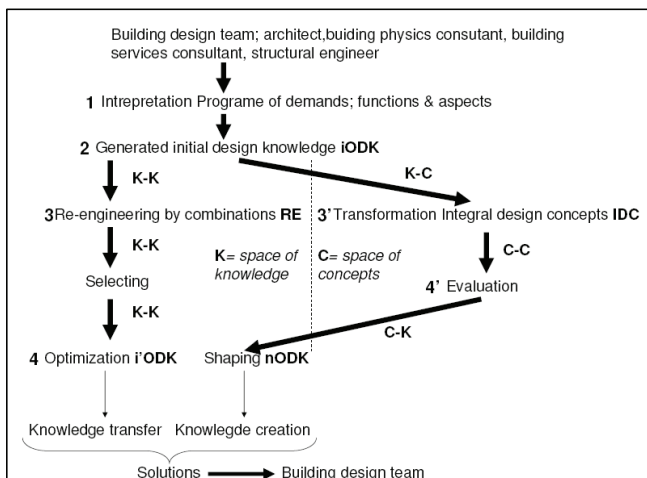 Building design team; architect,buiding physics consutant, building
services consultant, structural engineer
1 Intrepretation Programe of demands; functions & aspects
2 Generated initial design knowledge iODK
K-K
K-C
3Re-engineering by combinations RE
3'Transformation Integral design concepts IDC
K-K
K= space of
knowledge
C= space of
concepts
C-C
Selecting
4' Evaluation
K-K
C-K
4 Optimization i'ODK
Shaping nODK
Knowledge transfer
Knowlegde creation
Solutions
Building design team